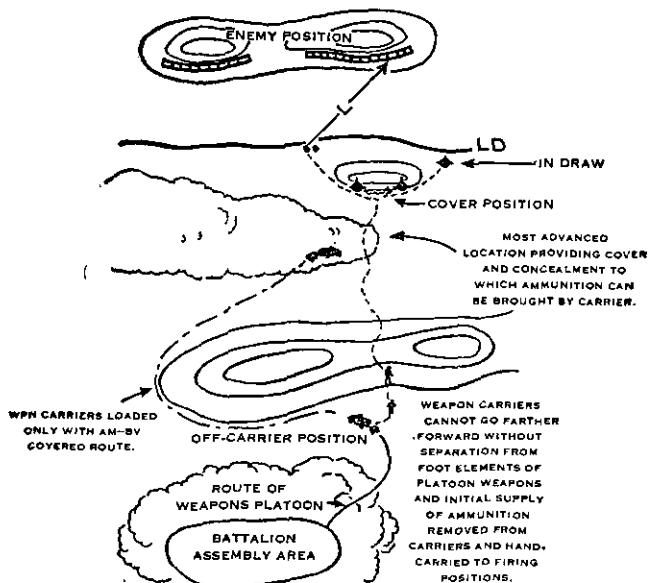 ENEMY POSITION
L
LD
IN DRAW
COVER POSITION
MOST ADVANCED
LOCATION PROVIDING COVER
AND CONCEALMENT TO
WHICH AMMUNITION CAN
BE BROUGHT BY CARRIER.
WPN CARRIERS LOADED
ONLY WITH AM-BY
COVERED ROUTE.
OFF-CARRIER POSITION
WEAPON CARRIERS
CANNOT GO FARTHER
FORWARD WITHOUT
SEPARATION FROM
FOOT ELEMENTS OF
PLATOON WEAPONS
AND INITIAL SUPPLY
OF AMMUNITION
REMOVED FROM
CARRIERS AND HAND-
CARRIED TO FIRING
POSITIONS.
ROUTE OF
WEAPONS PLATOON
BATTALION
ASSEMBLY AREA